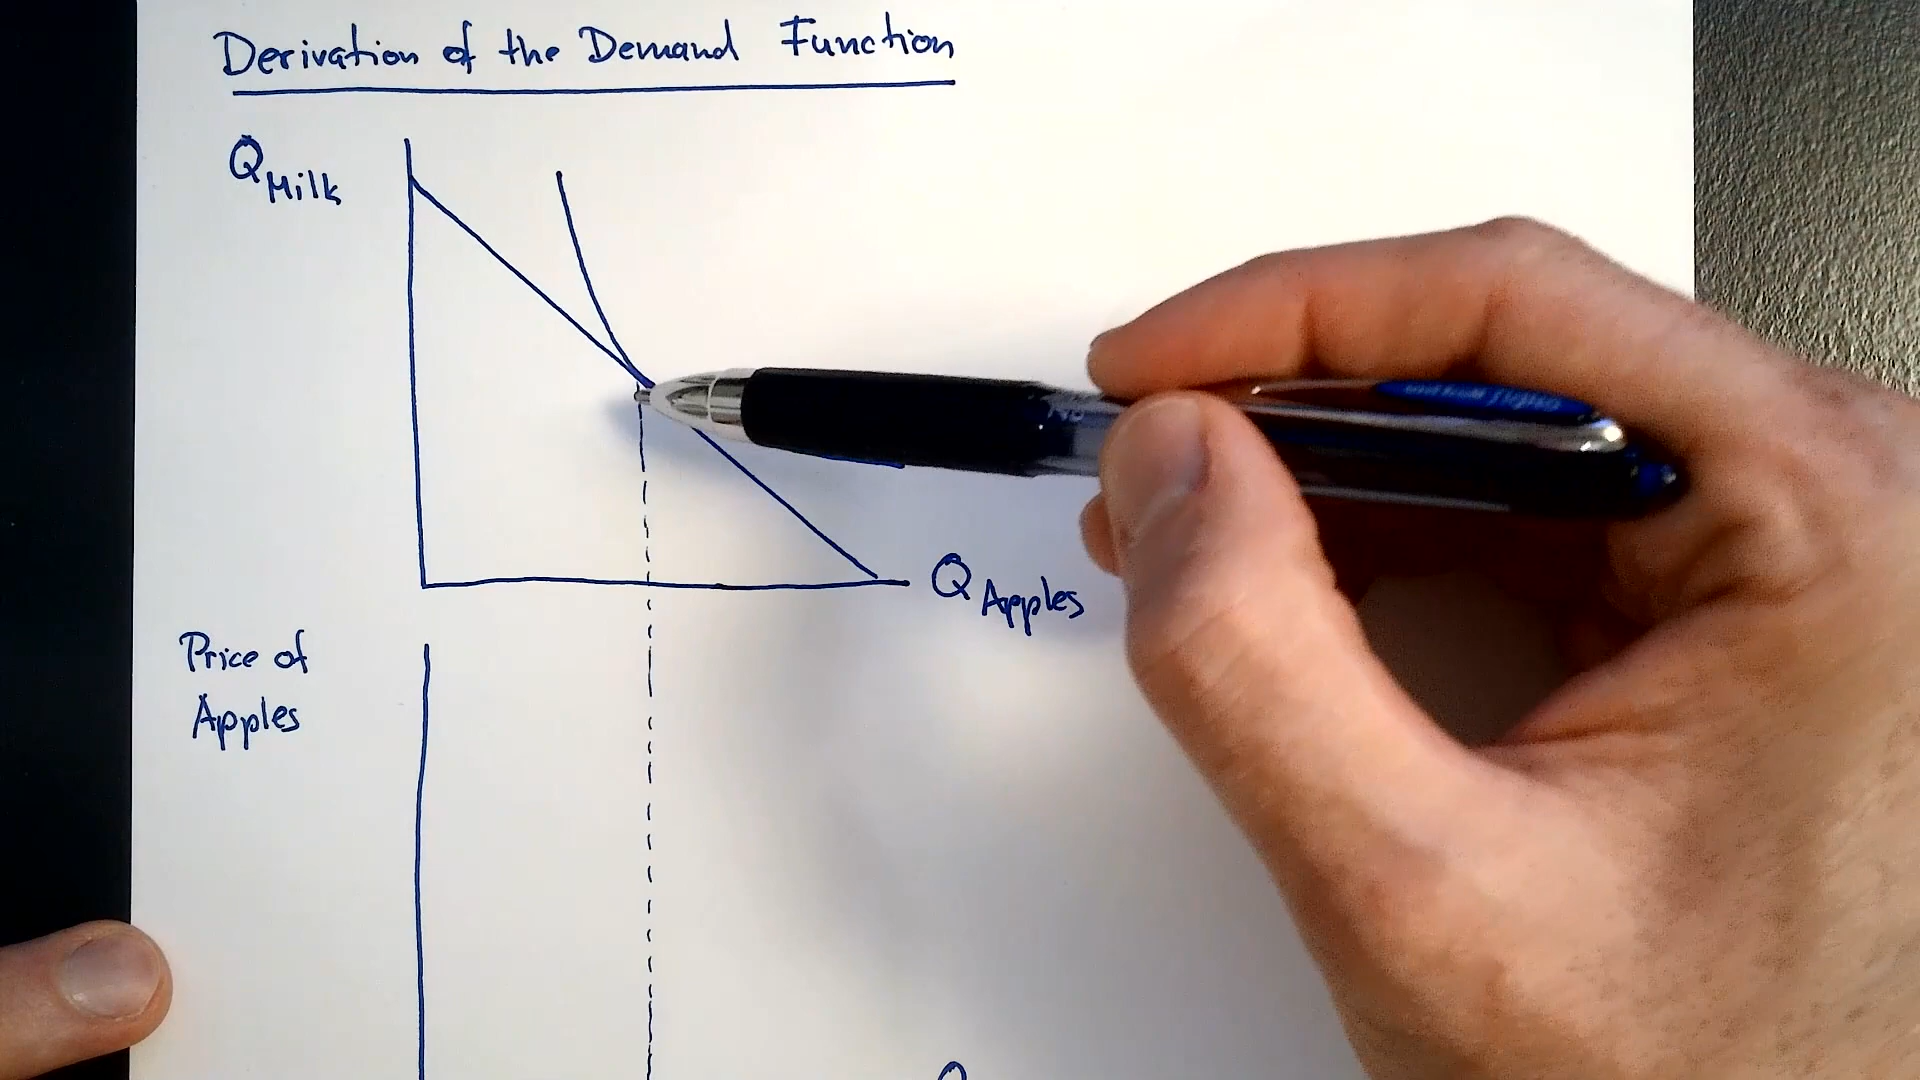 Derivation of the Demand Function
Q Milk
Q Apples
Price of
Apples
Q